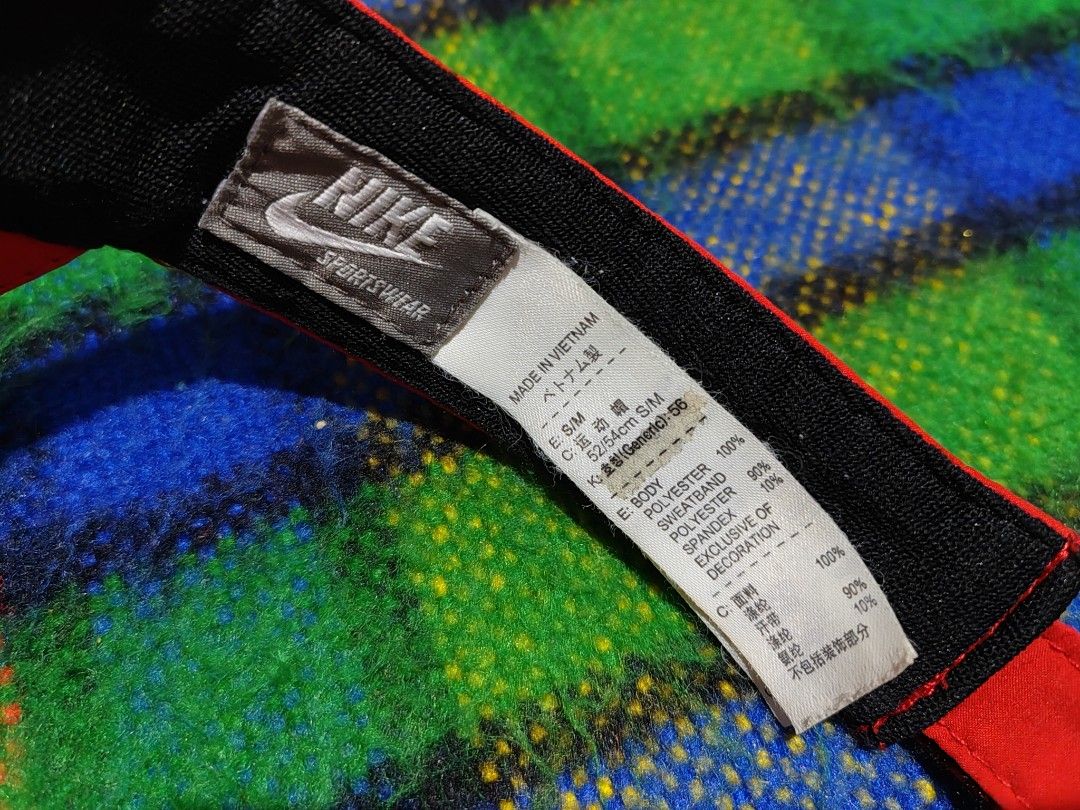 NIKE
SPORTSWEAR
MADE IN VIETNAM
ベトナム製
E: S/M
C: 运 动 帽
52/54cm S/M
K: 호칭(Generic): 56
E: BODY
POLYESTER 100%
SWEATBAND
POLYESTER 90%
SPANDEX 10%
EXCLUSIVE OF
DECORATION
C: 面料
涤纶 100%
汗带
涤纶 90%
氨纶 10%
不包括装饰部分